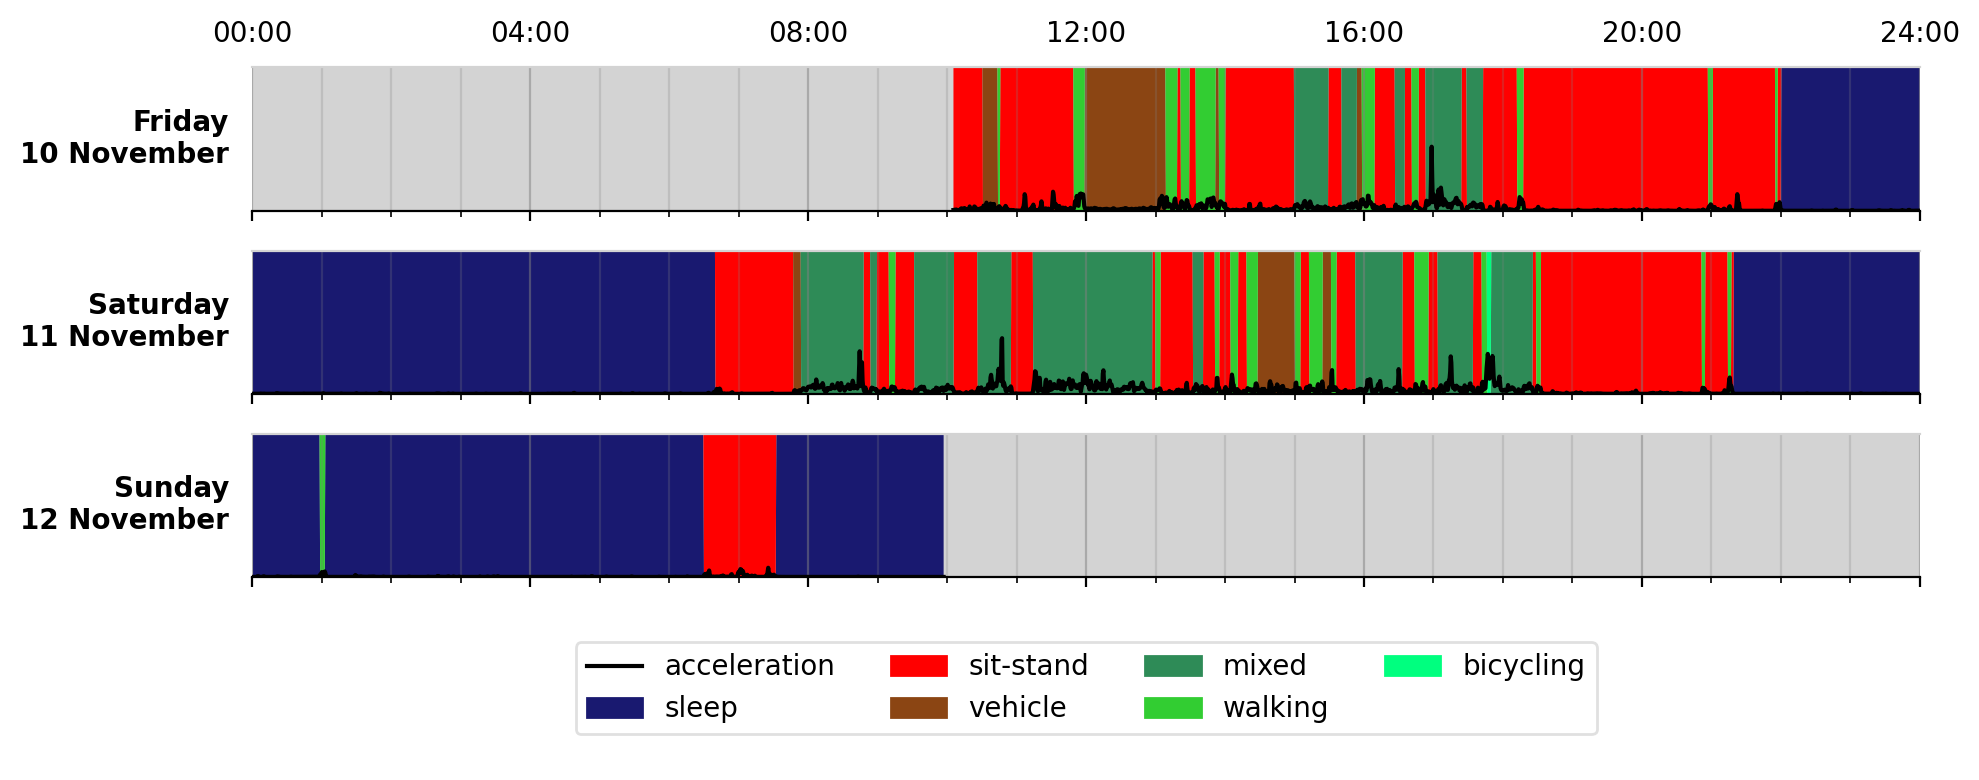 00:00 04:00 08:00 12:00 16:00 20:00 24:00
Friday
10 November
Saturday
11 November
Sunday
12 November
acceleration sit-stand mixed bicycling
sleep vehicle walking